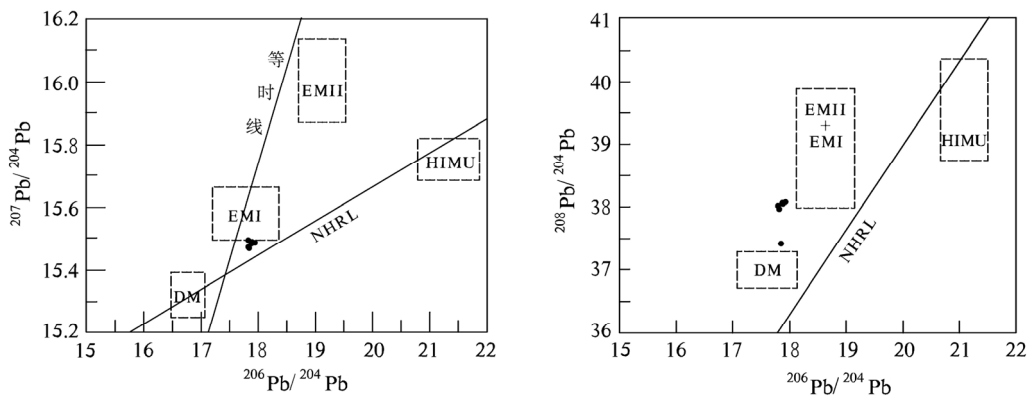 16.2
16.0
15.8
15.6
15.4
15.2
²⁰⁷Pb/²⁰⁴Pb
等
时
线
EMII
HIMU
EMI
NHRL
DM
15 16 17 18 19 20 21 22
²⁰⁶Pb/²⁰⁴Pb
41
40
39
38
37
36
²⁰⁸Pb/²⁰⁴Pb
EMII
+
EMI
HIMU
NHRL
DM
15 16 17 18 19 20 21 22
²⁰⁶Pb/²⁰⁴Pb